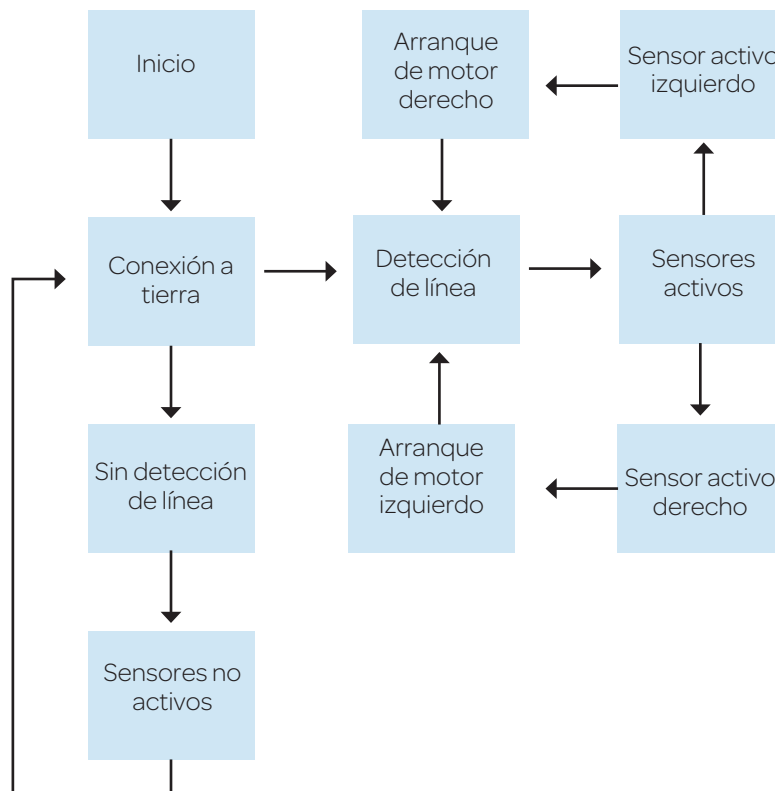 Inicio
Arranque
de motor
derecho
Sensor activo
izquierdo
Conexión a
tierra
Detección
de línea
Sensores
activos
Sin detección
de línea
Arranque
de motor
izquierdo
Sensor activo
derecho
Sensores no
activos